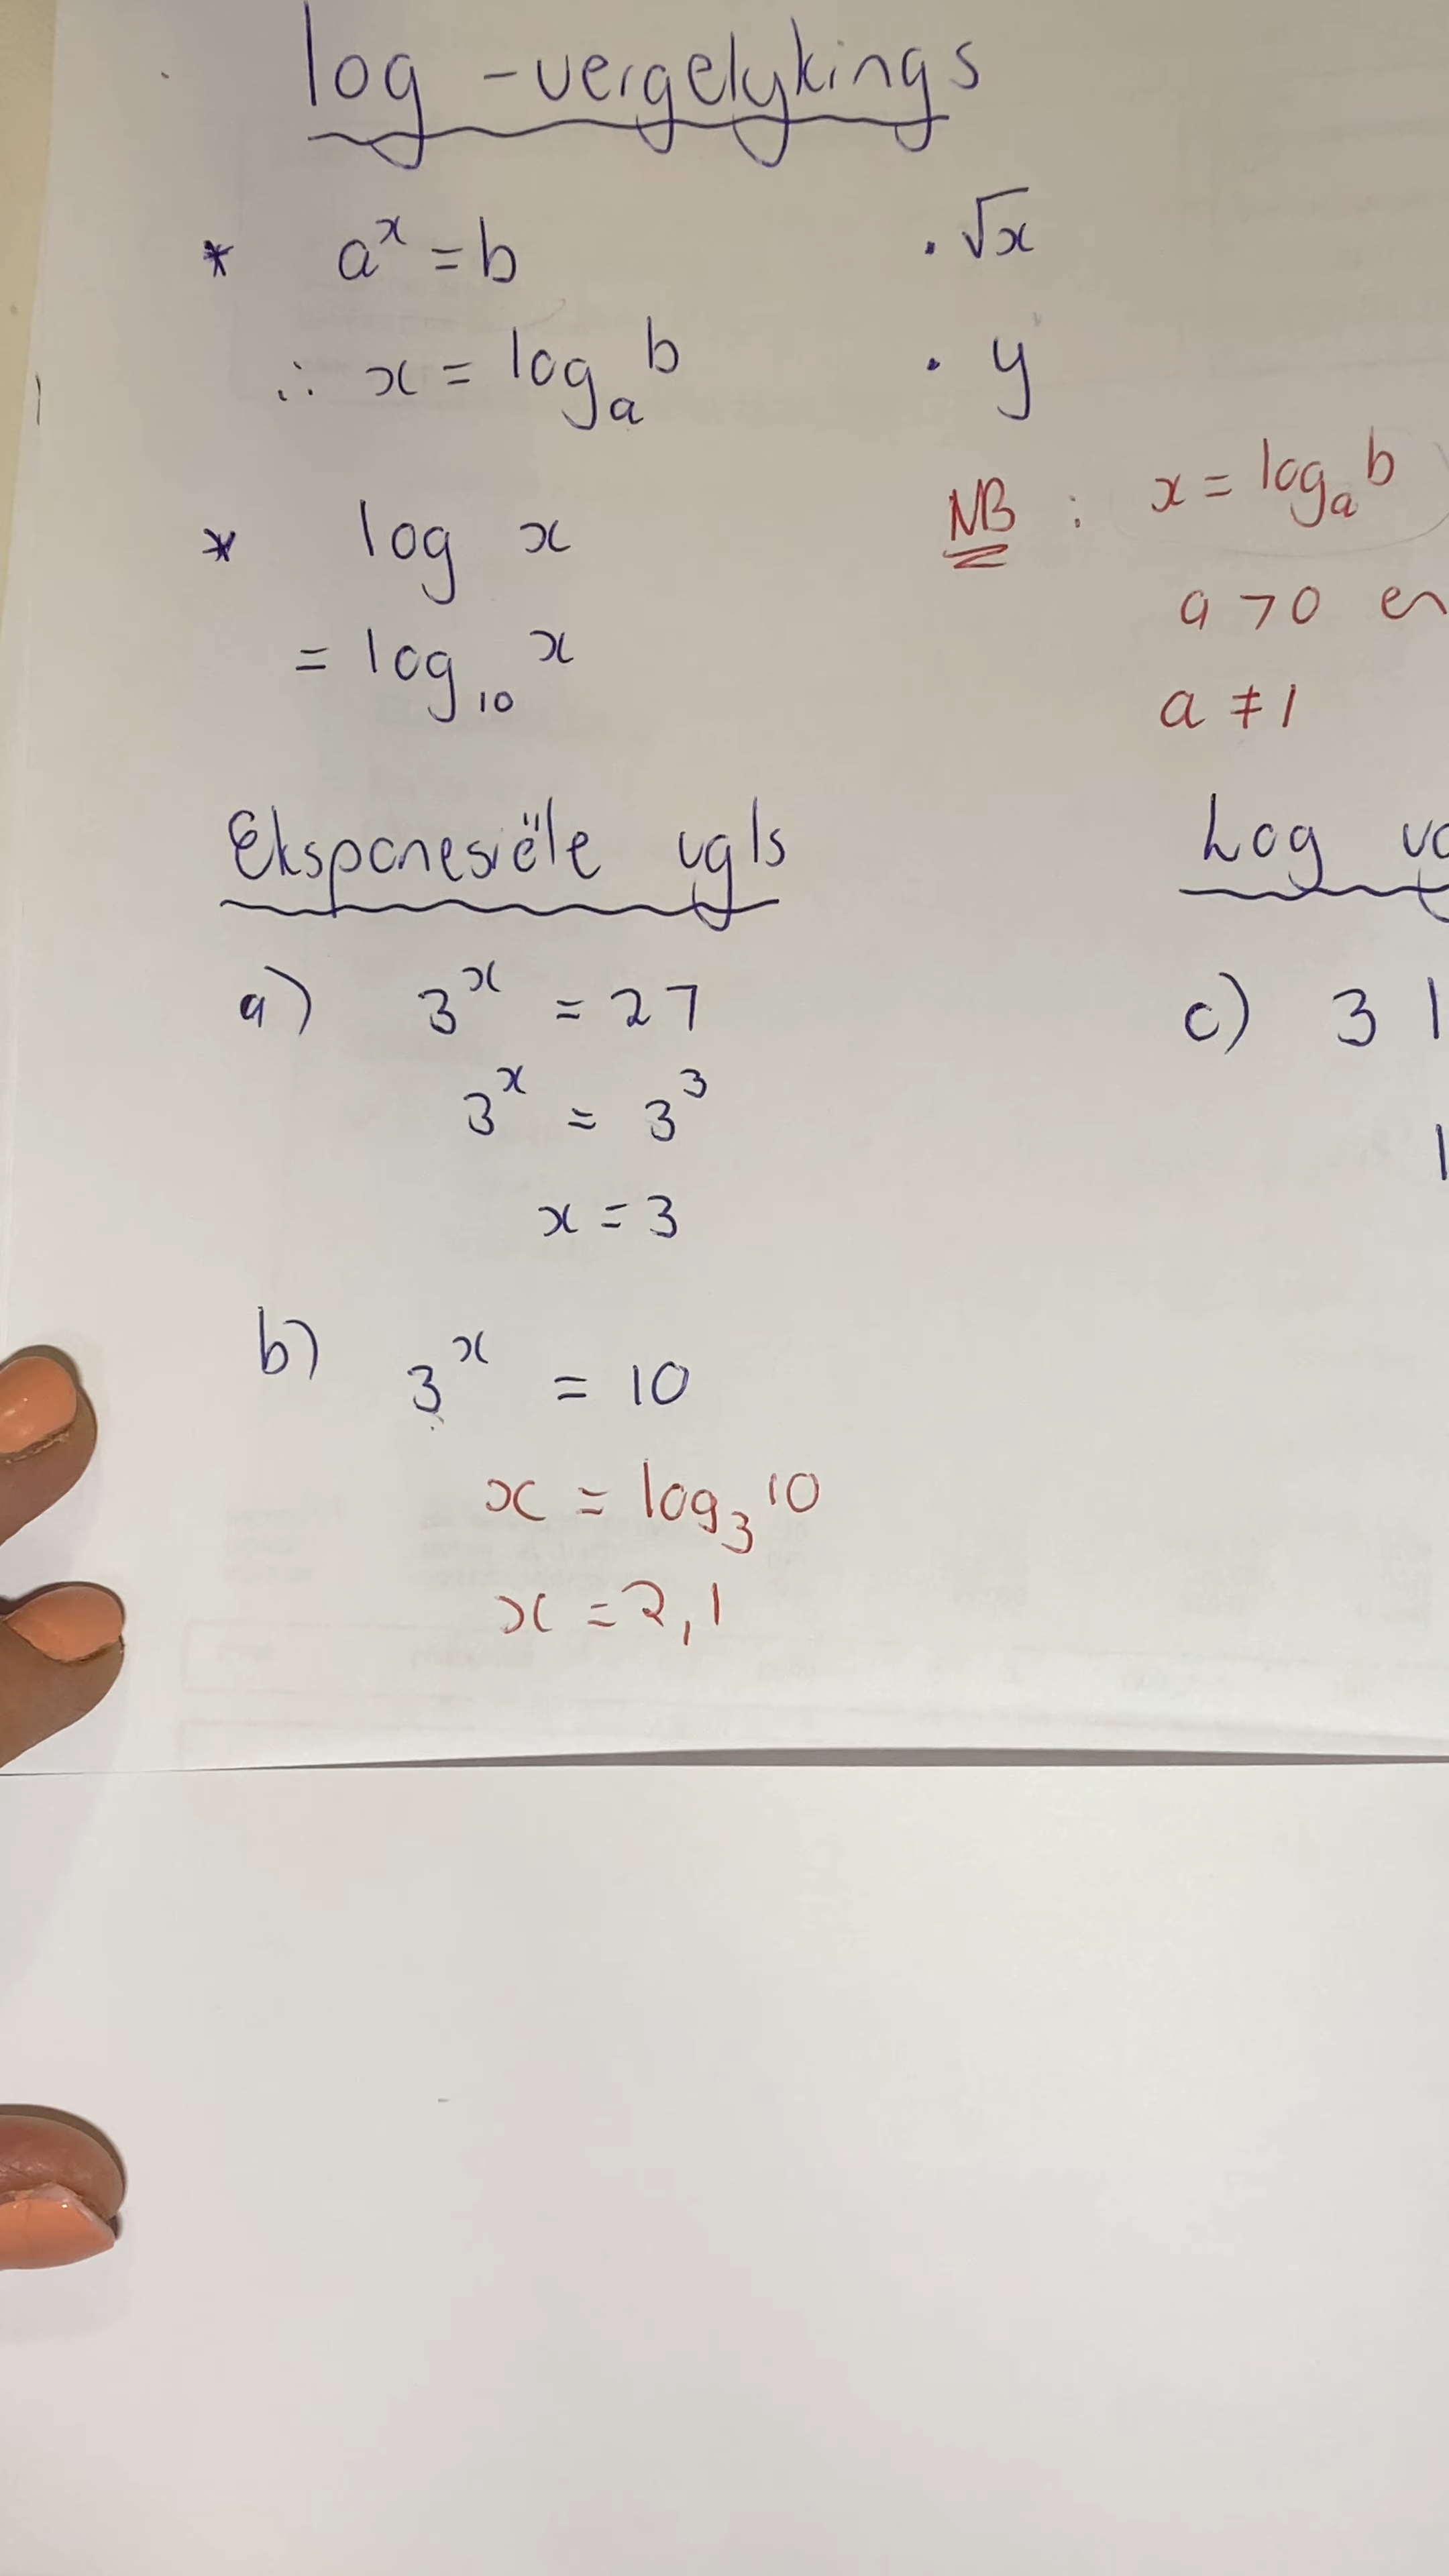 log - vergelykings
* a^x = b
∴ x = log_a b
· √x
· y
NB : x = log_a b
a > 0 en
a ≠ 1
* log x
= log_10 x
Eksponesiële vgls
a) 3^x = 27
3^x = 3^3
x = 3
b) 3^x = 10
x = log_3 10
x = 2,1
Log
c) 3